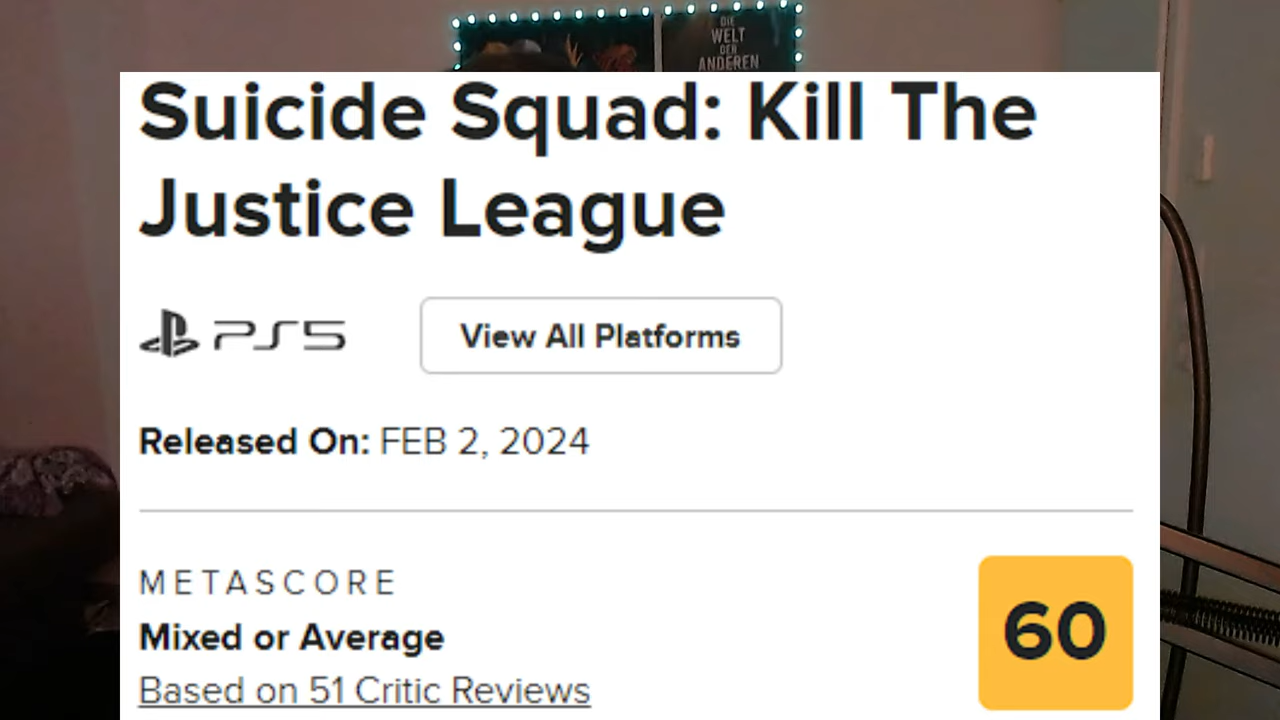 DIE
WELT
DER
ANDEREN
Suicide Squad: Kill The
Justice League
PS5
View All Platforms
Released On: FEB 2, 2024
METASCORE
Mixed or Average
60
Based on 51 Critic Reviews